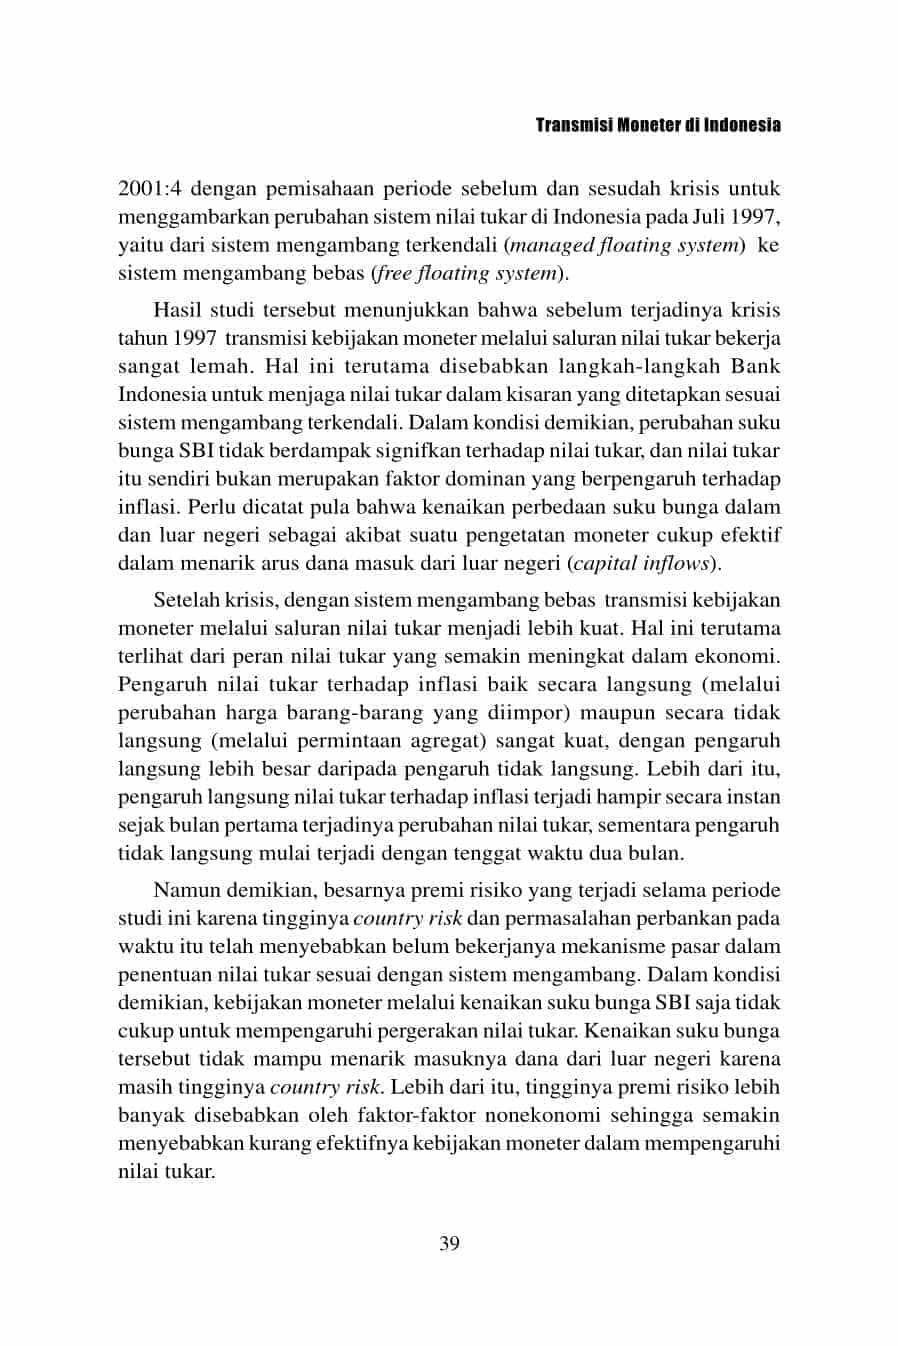 Transmisi Moneter di Indonesia
2001:4 dengan pemisahaan periode sebelum dan sesudah krisis untuk
menggambarkan perubahan sistem nilai tukar di Indonesia pada Juli 1997,
yaitu dari sistem mengambang terkendali (managed floating system) ke
sistem mengambang bebas (free floating system).
Hasil studi tersebut menunjukkan bahwa sebelum terjadinya krisis
tahun 1997 transmisi kebijakan moneter melalui saluran nilai tukar bekerja
sangat lemah. Hal ini terutama disebabkan langkah-langkah Bank
Indonesia untuk menjaga nilai tukar dalam kisaran yang ditetapkan sesuai
sistem mengambang terkendali. Dalam kondisi demikian, perubahan suku
bunga SBI tidak berdampak signifkan terhadap nilai tukar, dan nilai tukar
itu sendiri bukan merupakan faktor dominan yang berpengaruh terhadap
inflasi. Perlu dicatat pula bahwa kenaikan perbedaan suku bunga dalam
dan luar negeri sebagai akibat suatu pengetatan moneter cukup efektif
dalam menarik arus dana masuk dari luar negeri (capital inflows).
Setelah krisis, dengan sistem mengambang bebas transmisi kebijakan
moneter melalui saluran nilai tukar menjadi lebih kuat. Hal ini terutama
terlihat dari peran nilai tukar yang semakin meningkat dalam ekonomi.
Pengaruh nilai tukar terhadap inflasi baik secara langsung (melalui
perubahan harga barang-barang yang diimpor) maupun secara tidak
langsung (melalui permintaan agregat) sangat kuat, dengan pengaruh
langsung lebih besar daripada pengaruh tidak langsung. Lebih dari itu,
pengaruh langsung nilai tukar terhadap inflasi terjadi hampir secara instan
sejak bulan pertama terjadinya perubahan nilai tukar, sementara pengaruh
tidak langsung mulai terjadi dengan tenggat waktu dua bulan.
Namun demikian, besarnya premi risiko yang terjadi selama periode
studi ini karena tingginya country risk dan permasalahan perbankan pada
waktu itu telah menyebabkan belum bekerjanya mekanisme pasar dalam
penentuan nilai tukar sesuai dengan sistem mengambang. Dalam kondisi
demikian, kebijakan moneter melalui kenaikan suku bunga SBI saja tidak
cukup untuk mempengaruhi pergerakan nilai tukar. Kenaikan suku bunga
tersebut tidak mampu menarik masuknya dana dari luar negeri karena
masih tingginya country risk. Lebih dari itu, tingginya premi risiko lebih
banyak disebabkan oleh faktor-faktor nonekonomi sehingga semakin
menyebabkan kurang efektifnya kebijakan moneter dalam mempengaruhi
nilai tukar.
39